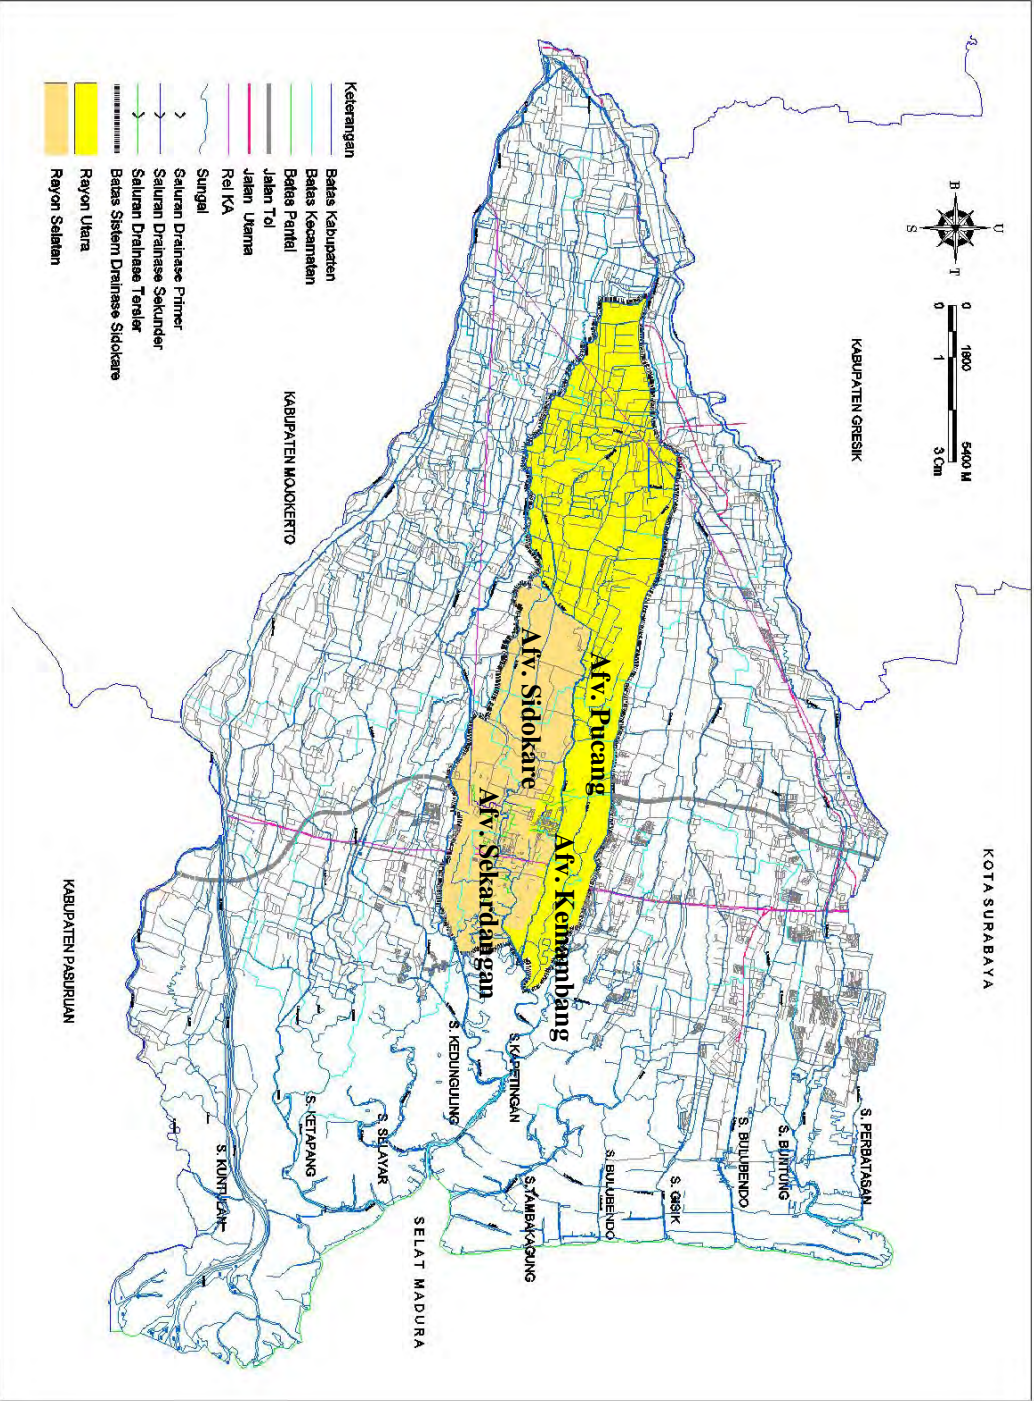 U
B
T
S
0 1800 5400 M
0 1 3 Cm
KABUPATEN GRESIK
KOTA SURABAYA
Afv. Pucang
Afv. Kemambang
Afv. Sidokare
Afv. Sekardangan
S. PERBATASAN
S. BUNTUNG
S. BULUBENDO
S. GISIK
S. BULUBENDO
S. TAMBAKAGUNG
S. KAPETINGAN
S. KEDUNGULING
S. SELAYAR
S. KETAPANG
S. KUNTULAN
SELAT MADURA
KABUPATEN MOJOKERTO
KABUPATEN PASURUAN
Keterangan
Batas Kabupaten
Batas Kecamatan
Batas Pantai
Jalan Tol
Jalan Utama
Rel KA
Sungai
Saluran Drainase Primer
Saluran Drainase Sekunder
Saluran Drainase Tersier
Batas Sistem Drainase Sidokare
Rayon Utara
Rayon Selatan